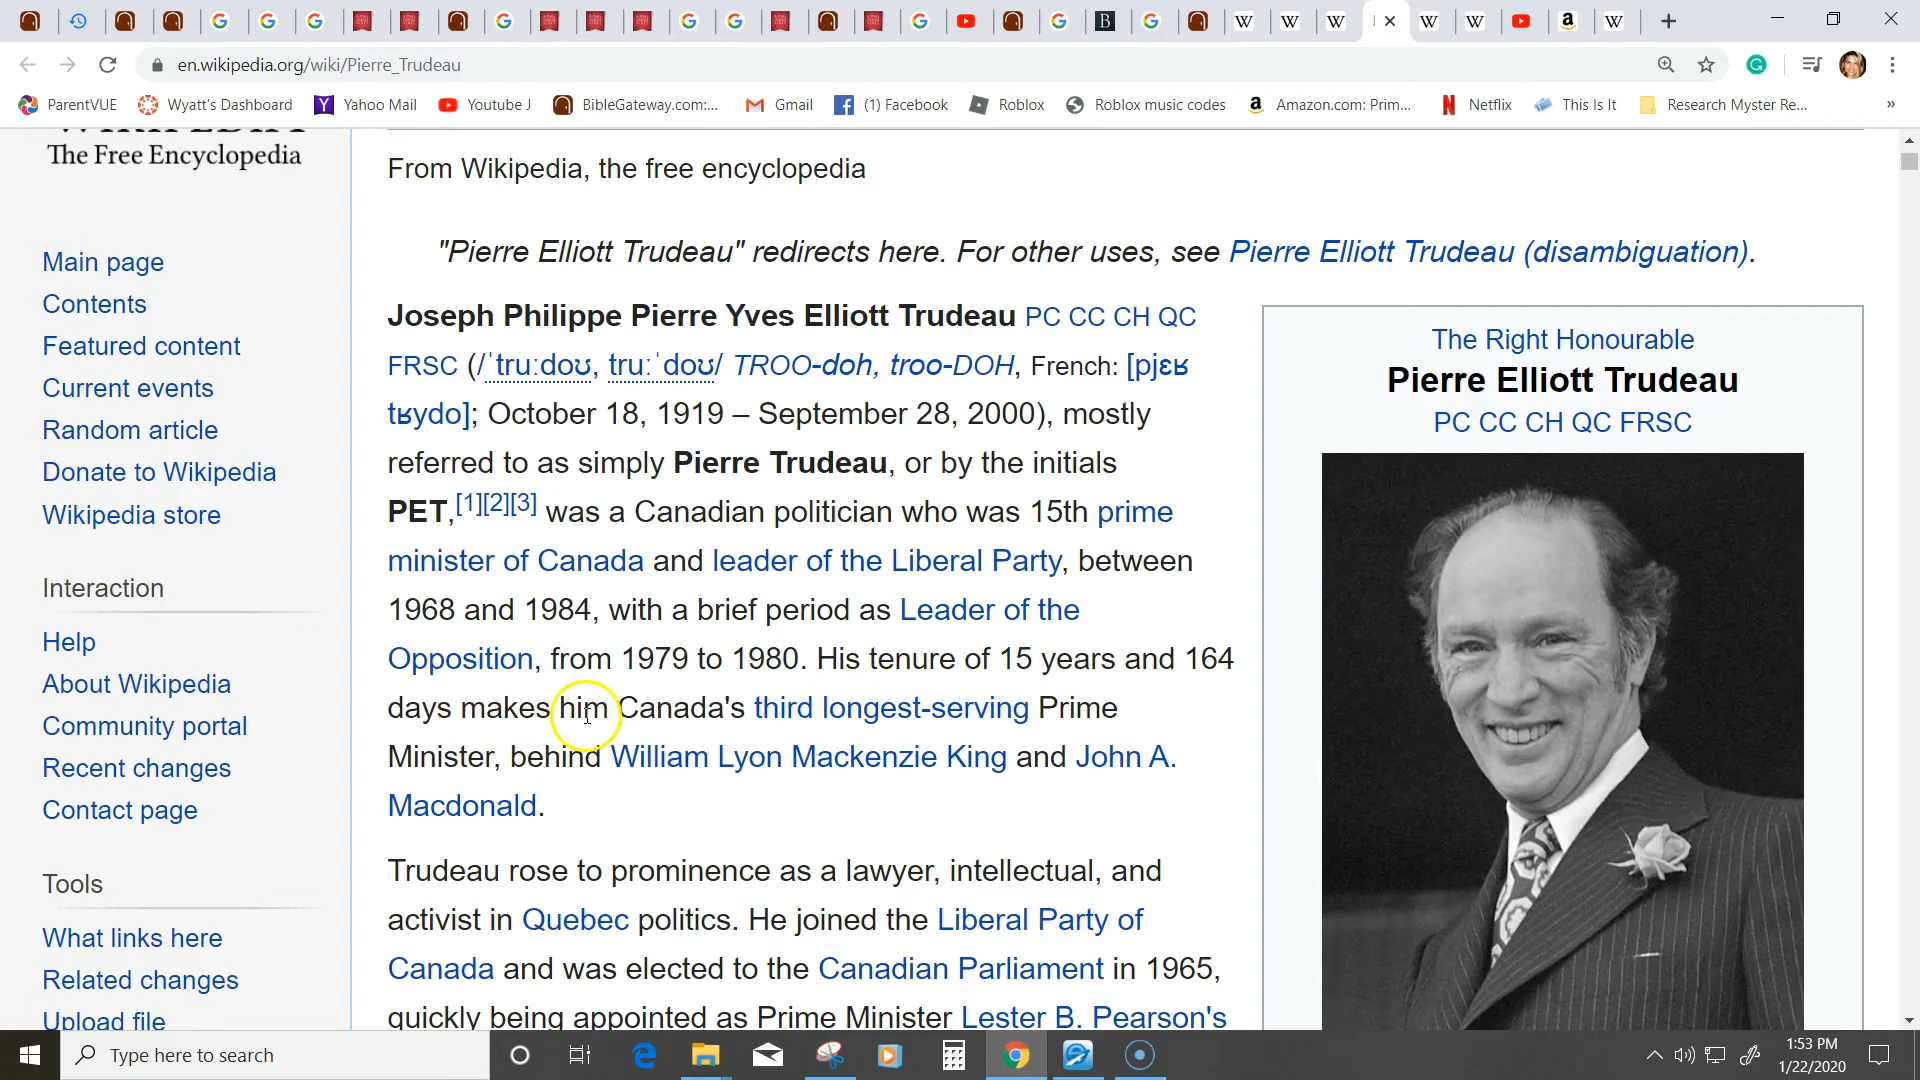 en.wikipedia.org/wiki/Pierre_Trudeau
ParentVUE
Wyatt's Dashboard
Yahoo Mail
Youtube J
BibleGateway.com:...
Gmail
(1) Facebook
Roblox
Roblox music codes
Amazon.com: Prim...
Netflix
This Is It
Research Myster Re...
»
The Free Encyclopedia
Main page
Contents
Featured content
Current events
Random article
Donate to Wikipedia
Wikipedia store
Interaction
Help
About Wikipedia
Community portal
Recent changes
Contact page
Tools
What links here
Related changes
Upload file
From Wikipedia, the free encyclopedia
"Pierre Elliott Trudeau" redirects here. For other uses, see Pierre Elliott Trudeau (disambiguation).
Joseph Philippe Pierre Yves Elliott Trudeau PC CC CH QC
FRSC (/ˈtruːdoʊ, truːˈdoʊ/ TROO-doh, troo-DOH, French: [pjɛʁ
tʁydo]; October 18, 1919 – September 28, 2000), mostly
referred to as simply Pierre Trudeau, or by the initials
PET,[1][2][3] was a Canadian politician who was 15th prime
minister of Canada and leader of the Liberal Party, between
1968 and 1984, with a brief period as Leader of the
Opposition, from 1979 to 1980. His tenure of 15 years and 164
days makes him Canada's third longest-serving Prime
Minister, behind William Lyon Mackenzie King and John A.
Macdonald.
Trudeau rose to prominence as a lawyer, intellectual, and
activist in Quebec politics. He joined the Liberal Party of
Canada and was elected to the Canadian Parliament in 1965,
quickly being appointed as Prime Minister Lester B. Pearson's
The Right Honourable
Pierre Elliott Trudeau
PC CC CH QC FRSC
Type here to search
1:53 PM
1/22/2020